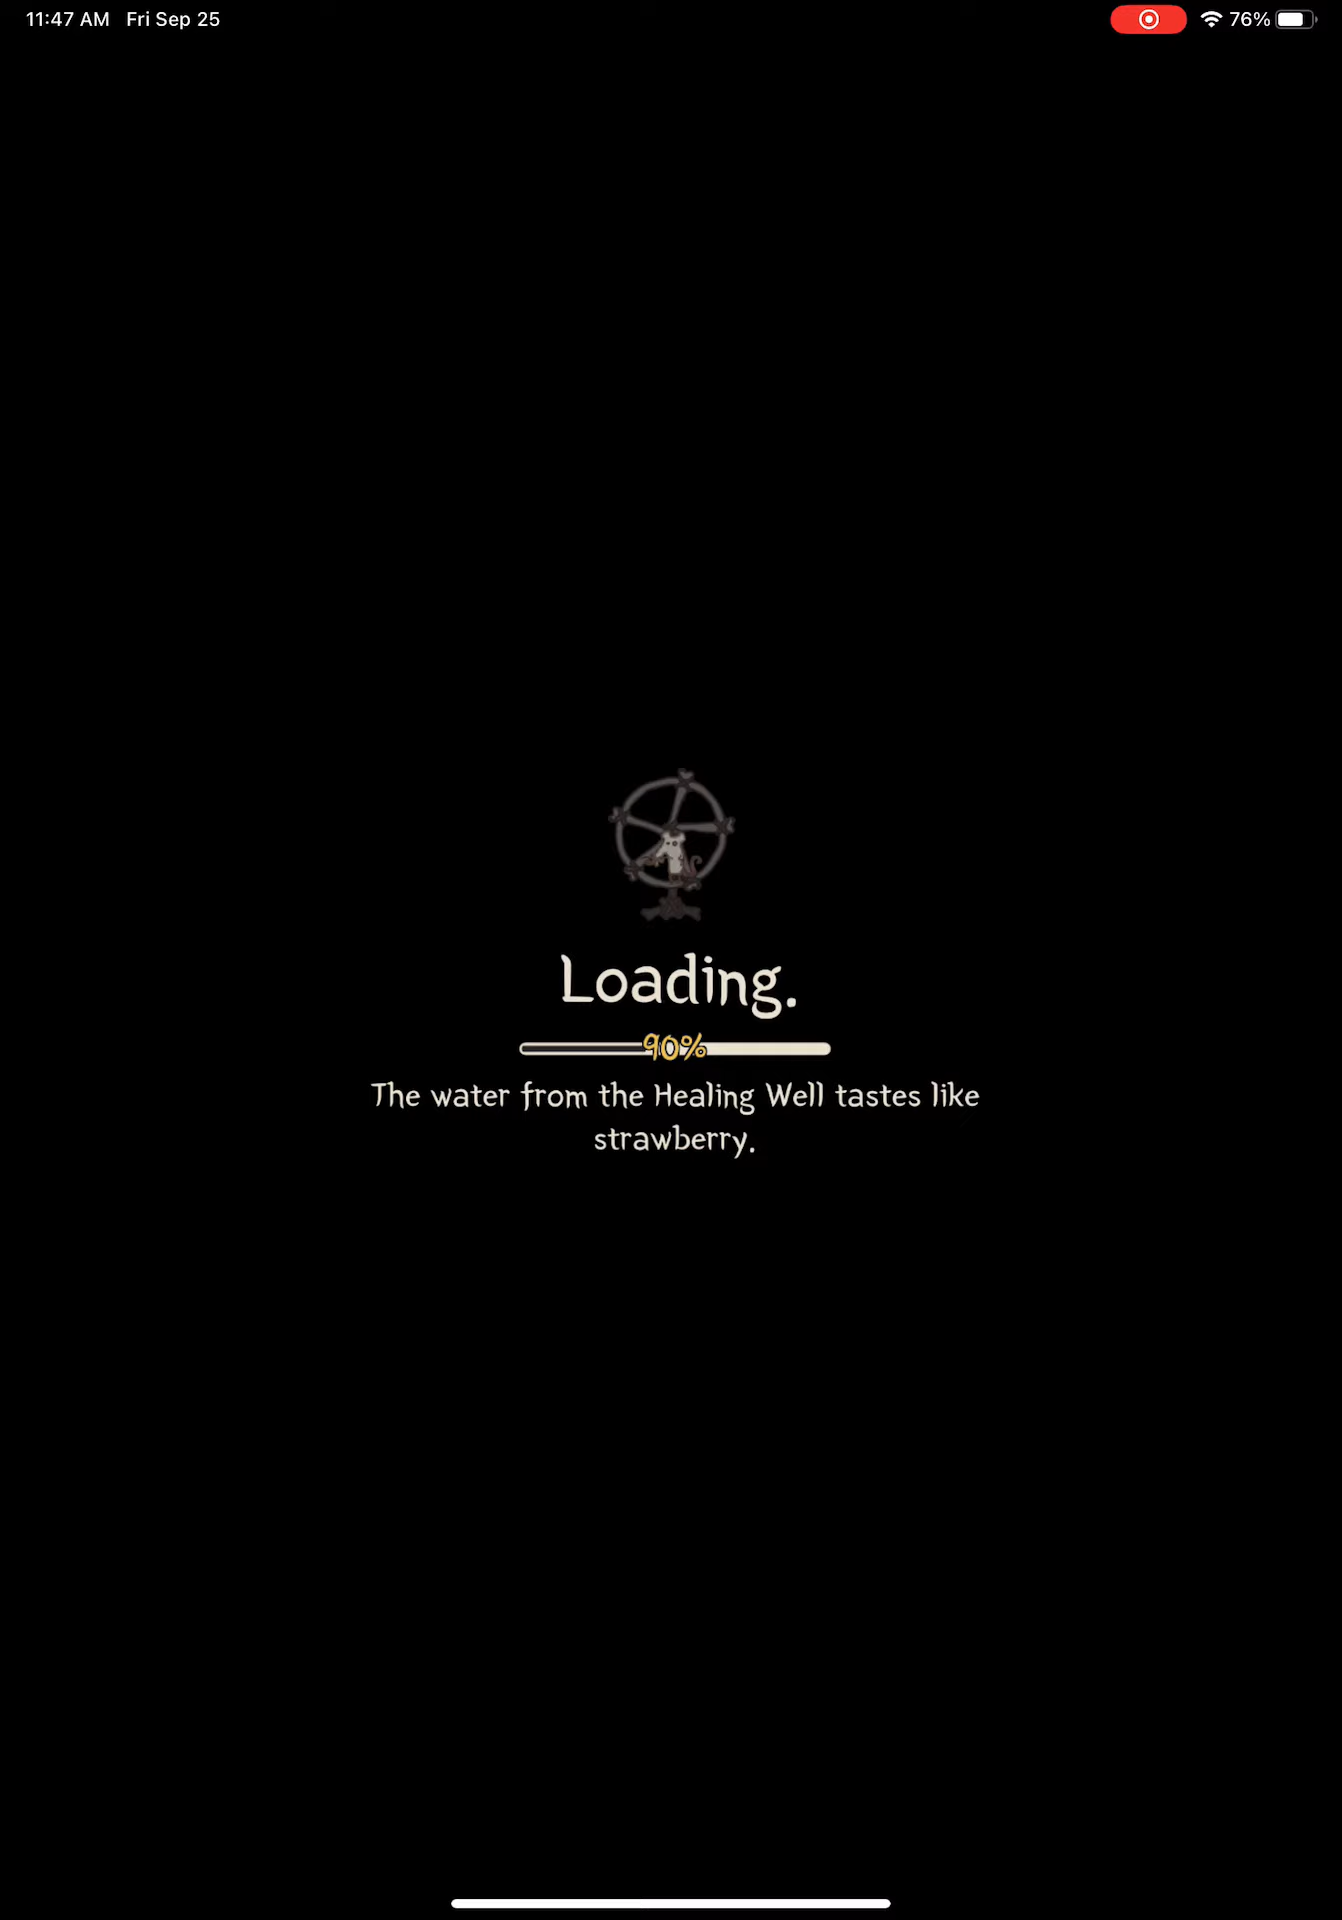 11:47 AM Fri Sep 25 76%
Loading.
90%
The water from the Healing Well tastes like
strawberry.